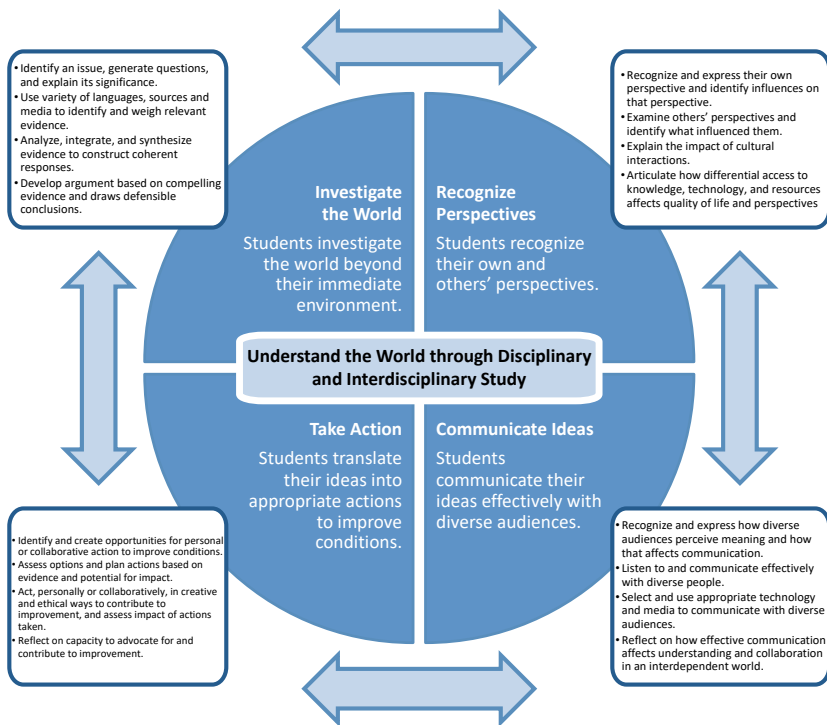 • Identify an issue, generate questions,
and explain its significance.
• Use variety of languages, sources and
media to identify and weigh relevant
evidence.
• Analyze, integrate, and synthesize
evidence to construct coherent
responses.
• Develop argument based on compelling
evidence and draws defensible
conclusions.
• Recognize and express their own
perspective and identify influences on
that perspective.
• Examine others’ perspectives and
identify what influenced them.
• Explain the impact of cultural
interactions.
• Articulate how differential access to
knowledge, technology, and resources
affects quality of life and perspectives
Investigate
the World
Students investigate
the world beyond
their immediate
environment.
Recognize
Perspectives
Students recognize
their own and
others’ perspectives.
Understand the World through Disciplinary
and Interdisciplinary Study
Take Action
Students translate
their ideas into
appropriate actions
to improve
conditions.
Communicate Ideas
Students
communicate their
ideas effectively with
diverse audiences.
• Identify and create opportunities for personal
or collaborative action to improve conditions.
• Assess options and plan actions based on
evidence and potential for impact.
• Act, personally or collaboratively, in creative
and ethical ways to contribute to
improvement, and assess impact of actions
taken.
• Reflect on capacity to advocate for and
contribute to improvement.
• Recognize and express how diverse
audiences perceive meaning and how
that affects communication.
• Listen to and communicate effectively
with diverse people.
• Select and use appropriate technology
and media to communicate with diverse
audiences.
• Reflect on how effective communication
affects understanding and collaboration
in an interdependent world.